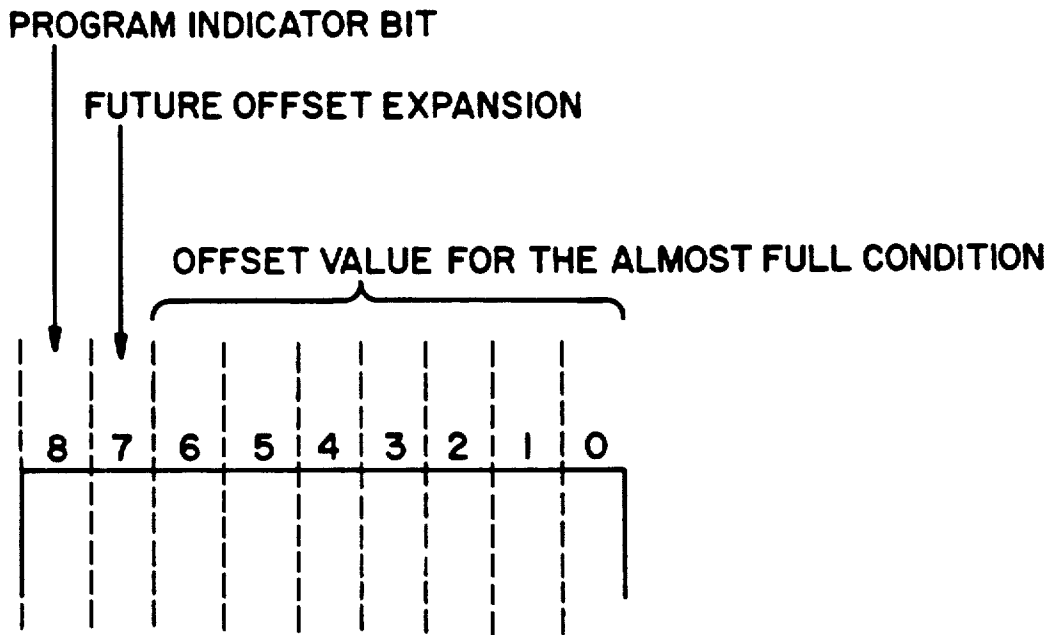 PROGRAM INDICATOR BIT
FUTURE OFFSET EXPANSION
OFFSET VALUE FOR THE ALMOST FULL CONDITION
8 7 6 5 4 3 2 1 0